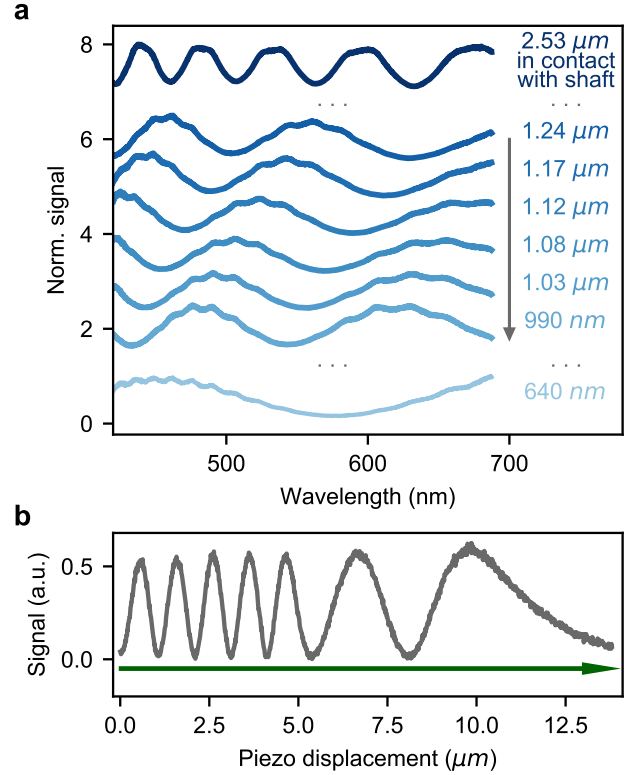 a
8
6
4
2
0
Norm. signal
2.53 μm
in contact
with shaft
. . .
. . .
1.24 μm
1.17 μm
1.12 μm
1.08 μm
1.03 μm
990 nm
. . .
. . .
640 nm
500 600 700
Wavelength (nm)
b
0.5
0.0
Signal (a.u.)
0.0 2.5 5.0 7.5 10.0 12.5
Piezo displacement (μm)